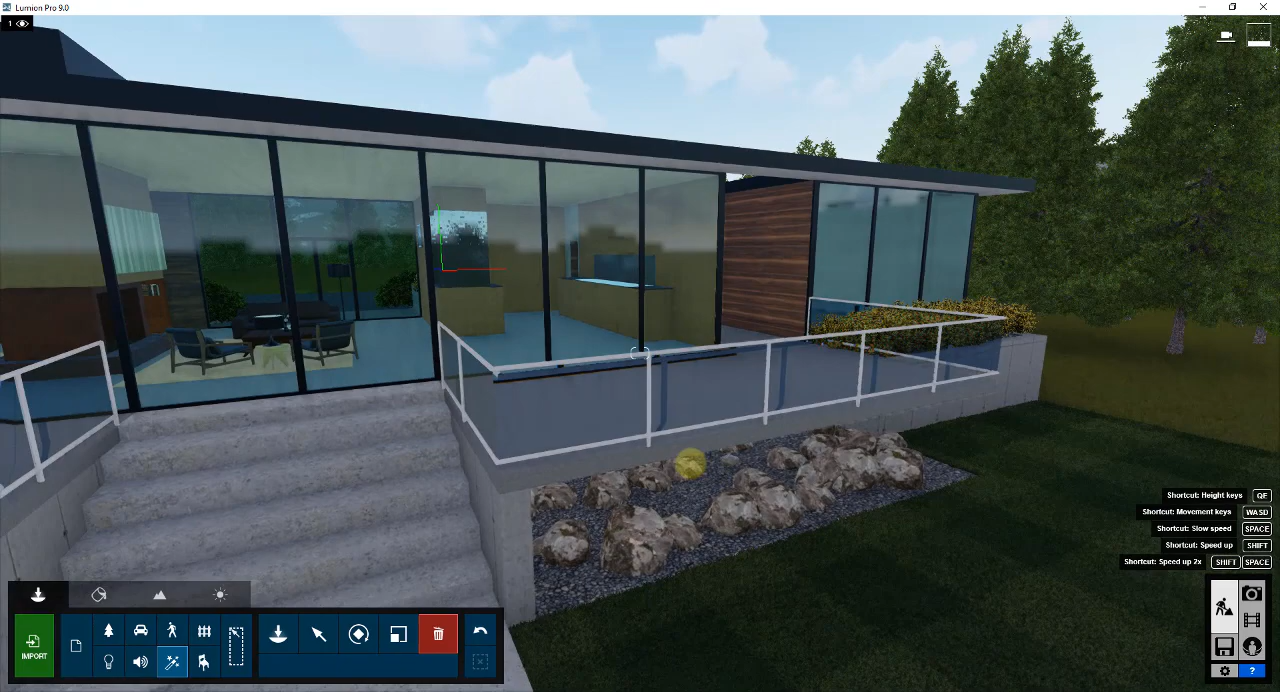 Lumion Pro 9.0
1
Shortcut: Height keys QE
Shortcut: Movement keys WASD
Shortcut: Slow speed SPACE
Shortcut: Speed up SHIFT
Shortcut: Speed up 2x SHIFT SPACE
IMPORT
?